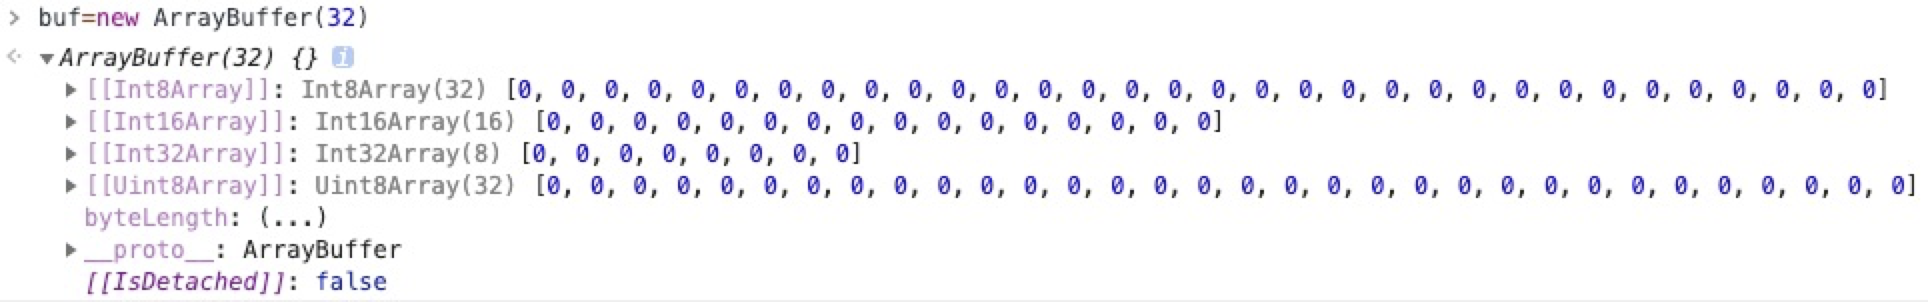 > buf=new ArrayBuffer(32)
<· ▼ArrayBuffer(32) {} i
▶[[Int8Array]]: Int8Array(32) [0, 0, 0, 0, 0, 0, 0, 0, 0, 0, 0, 0, 0, 0, 0, 0, 0, 0, 0, 0, 0, 0, 0, 0, 0, 0, 0, 0, 0, 0, 0, 0]
▶[[Int16Array]]: Int16Array(16) [0, 0, 0, 0, 0, 0, 0, 0, 0, 0, 0, 0, 0, 0, 0, 0]
▶[[Int32Array]]: Int32Array(8) [0, 0, 0, 0, 0, 0, 0, 0]
▶[[Uint8Array]]: Uint8Array(32) [0, 0, 0, 0, 0, 0, 0, 0, 0, 0, 0, 0, 0, 0, 0, 0, 0, 0, 0, 0, 0, 0, 0, 0, 0, 0, 0, 0, 0, 0, 0, 0]
byteLength: (...)
▶__proto__: ArrayBuffer
[[IsDetached]]: false